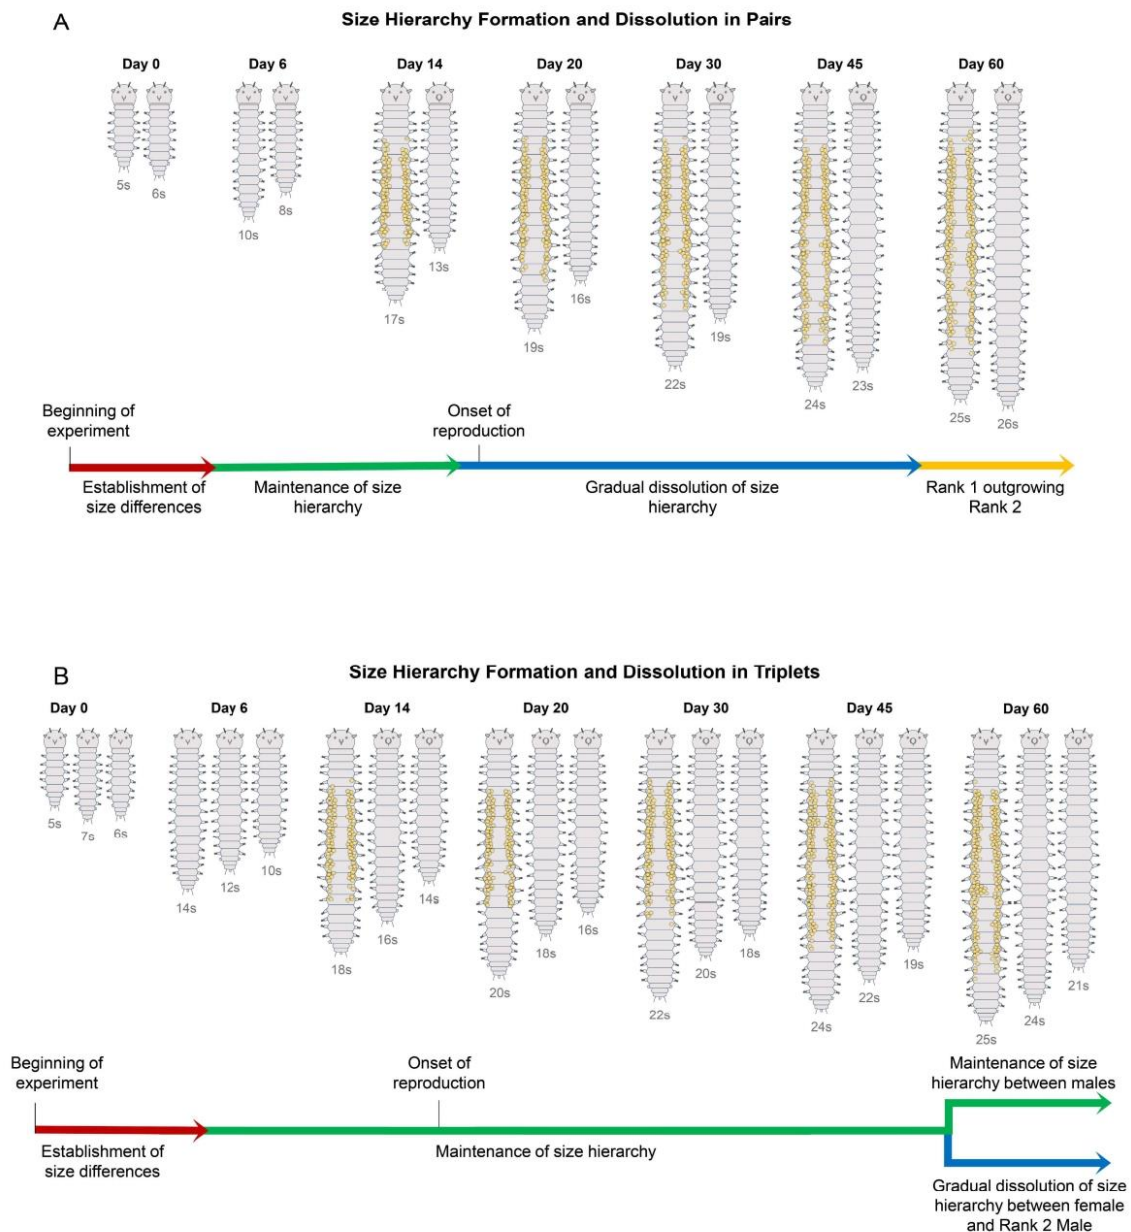 A
Size Hierarchy Formation and Dissolution in Pairs
Day 0 Day 6 Day 14 Day 20 Day 30 Day 45 Day 60
5s 6s 10s 8s 17s 13s 19s 16s 22s 19s 24s 23s 25s 26s
Beginning of
experiment
Onset of
reproduction
Establishment of
size differences
Maintenance of size
hierarchy
Gradual dissolution of size
hierarchy
Rank 1 outgrowing
Rank 2
B
Size Hierarchy Formation and Dissolution in Triplets
Day 0 Day 6 Day 14 Day 20 Day 30 Day 45 Day 60
5s 7s 6s 14s 12s 10s 18s 16s 14s 20s 18s 16s 22s 20s 18s 24s 22s 19s 25s 24s 21s
Beginning of
experiment
Onset of
reproduction
Maintenance of size
hierarchy between males
Establishment of
size differences
Maintenance of size hierarchy
Gradual dissolution of size
hierarchy between female
and Rank 2 Male